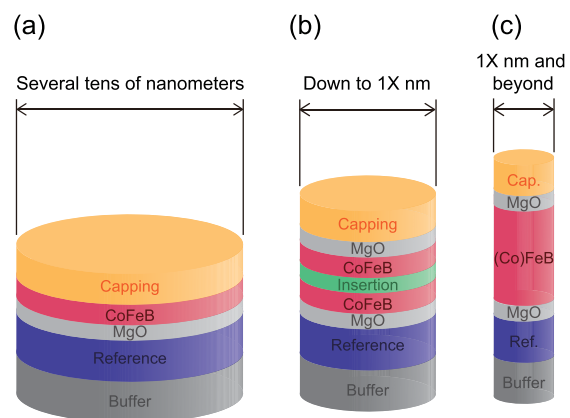 (a)
Several tens of nanometers
Capping
CoFeB
MgO
Reference
Buffer
(b)
Down to 1X nm
Capping
MgO
CoFeB
Insertion
CoFeB
MgO
Reference
Buffer
(c)
1X nm and
beyond
Cap.
MgO
(Co)FeB
MgO
Ref.
Buffer